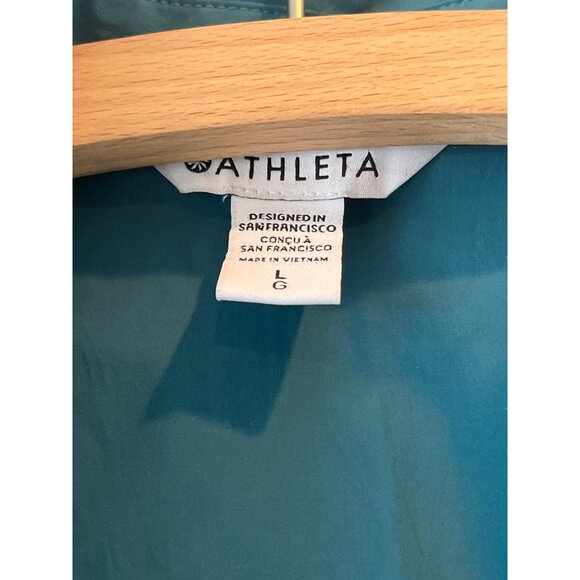 ATHLETA
DESIGNED IN
SAN FRANCISCO
CONÇU À
SAN FRANCISCO
MADE IN VIETNAM
L
G